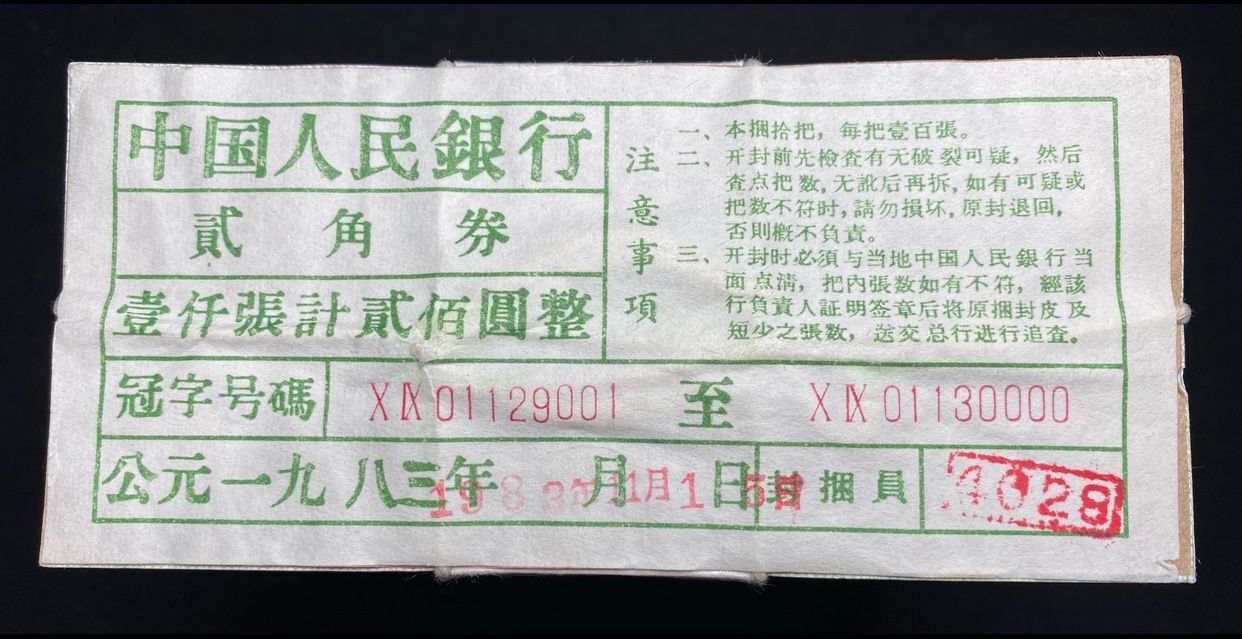 中国人民銀行
貳角券
壹仟張計貳佰圓整
注意事項
一、本捆拾把，每把壹百張。
二、开封前先檢查有无破裂可疑，然后
查点把数，无訛后再拆，如有可疑或
把数不符时，請勿損坏，原封退回，
否則概不負責。
三、开封时必須与当地中国人民銀行当
面点淸，把內張数如有不符，經該
行負責人証明签章后将原捆封皮及
短少之張数，送交总行进行追查。
冠字号碼 XⅨ01129001 至 XⅨ01130000
公元一九八三年 月 日 封捆員 4028
1983年11月15日